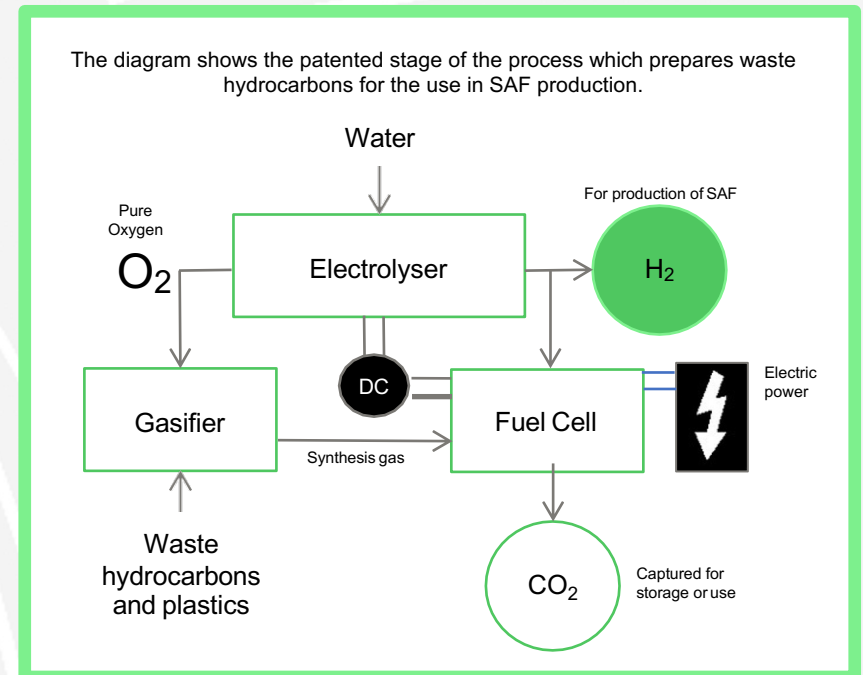 The diagram shows the patented stage of the process which prepares waste
hydrocarbons for the use in SAF production.
Water
For production of SAF
Pure
Oxygen
O₂
Electrolyser
H₂
DC
Electric
power
Gasifier
Fuel Cell
Synthesis gas
Waste
hydrocarbons
and plastics
CO₂
Captured for
storage or use